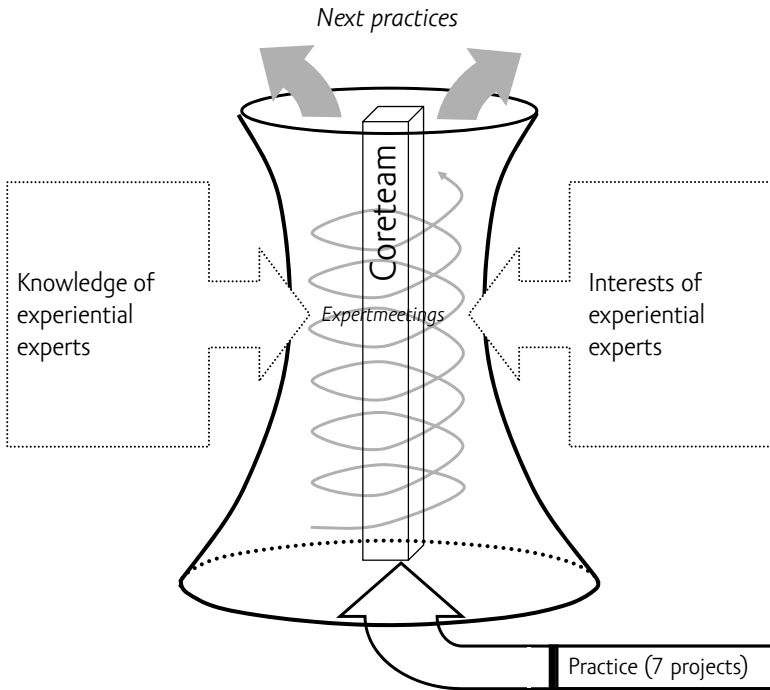 Next practices
Coreteam
Knowledge of
experiential
experts
Expertmeetings
Interests of
experiential
experts
Practice (7 projects)